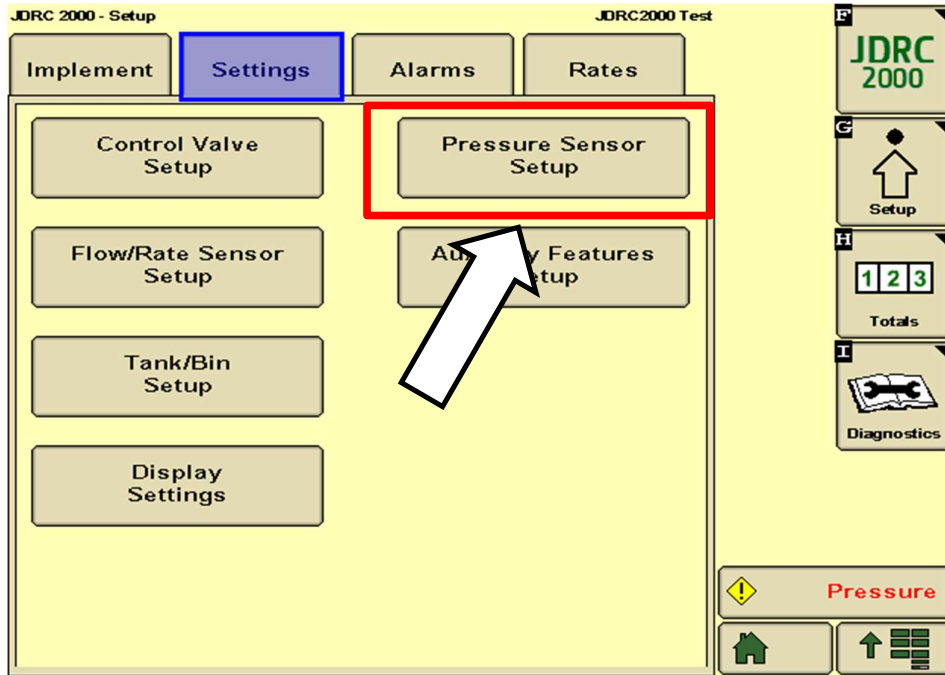 JDRC 2000 - Setup
JDRC2000 Test
Implement
Settings
Alarms
Rates
Control Valve
Setup
Pressure Sensor
Setup
Flow/Rate Sensor
Setup
Features
Tank/Bin
Setup
Display
Settings
F
JDRC
2000
G
Setup
H
1 2 3
Totals
I
Diagnostics
Pressure